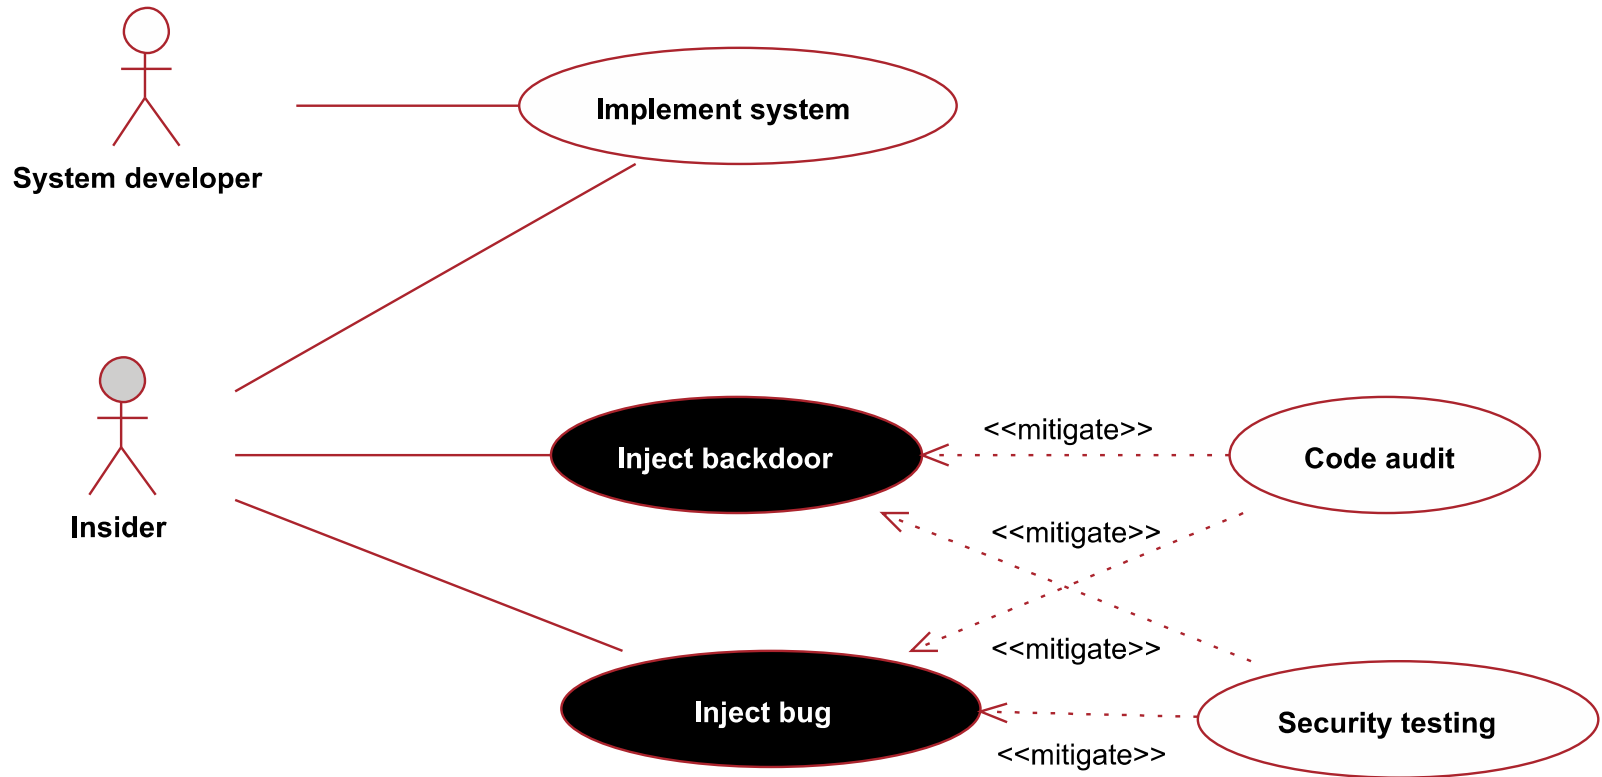 Implement system
System developer
<<mitigate>>
Inject backdoor
Code audit
Insider
<<mitigate>>
<<mitigate>>
Inject bug
Security testing
<<mitigate>>